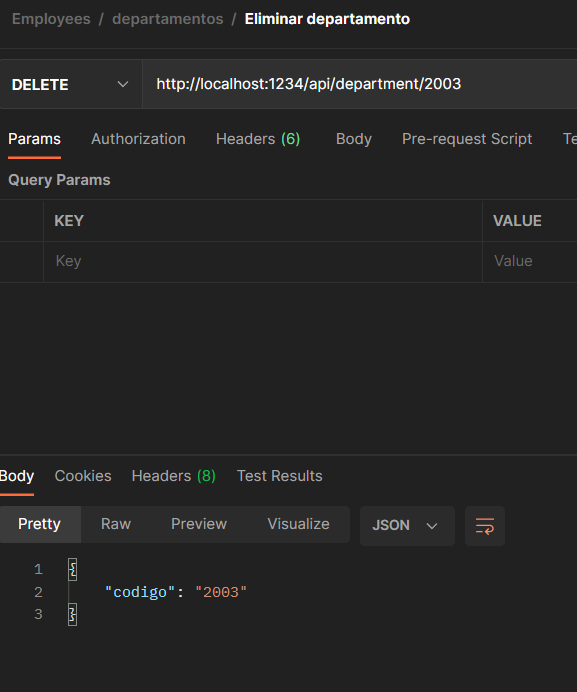 Employees / departamentos / Eliminar departamento
DELETE http://localhost:1234/api/department/2003
Params Authorization Headers (6) Body Pre-request Script Te
Query Params
KEY VALUE
Key Value
Body Cookies Headers (8) Test Results
Pretty Raw Preview Visualize JSON
1 {
2 "codigo": "2003"
3 }